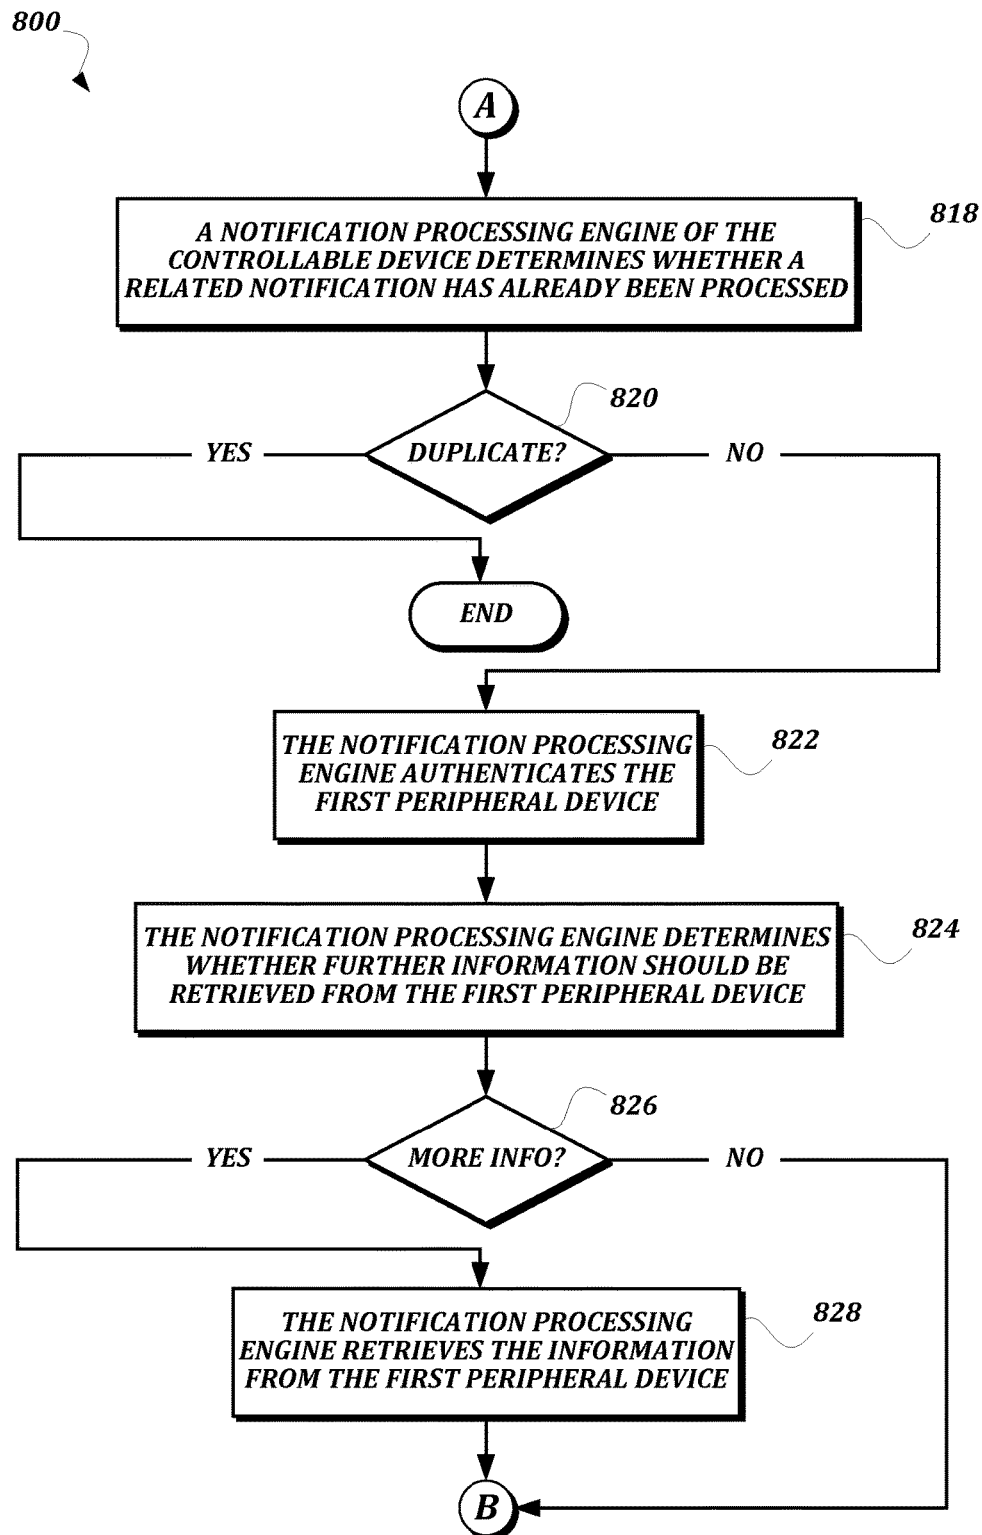 800
A
A NOTIFICATION PROCESSING ENGINE OF THE
CONTROLLABLE DEVICE DETERMINES WHETHER A
RELATED NOTIFICATION HAS ALREADY BEEN PROCESSED
818
820
YES
DUPLICATE?
NO
END
THE NOTIFICATION PROCESSING
ENGINE AUTHENTICATES THE
FIRST PERIPHERAL DEVICE
822
THE NOTIFICATION PROCESSING ENGINE DETERMINES
WHETHER FURTHER INFORMATION SHOULD BE
RETRIEVED FROM THE FIRST PERIPHERAL DEVICE
824
826
YES
MORE INFO?
NO
THE NOTIFICATION PROCESSING
ENGINE RETRIEVES THE INFORMATION
FROM THE FIRST PERIPHERAL DEVICE
828
B